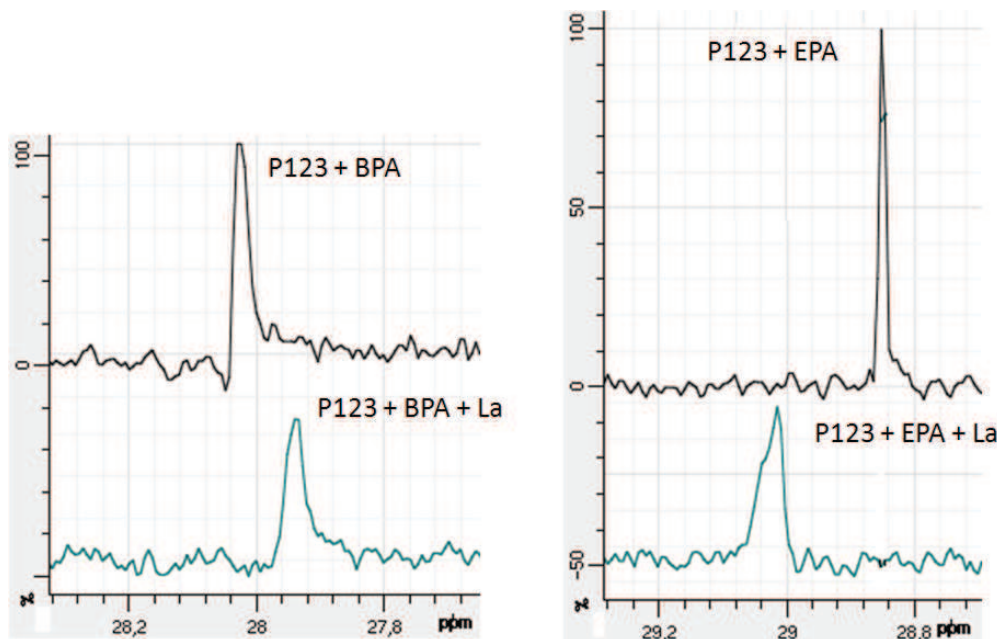 P123 + EPA
100
100
P123 + BPA
50
0
0
P123 + BPA + La
P123 + EPA + La
-50
%
%
28,2
28
27,8
ppm
29,2
29
28,8
ppm